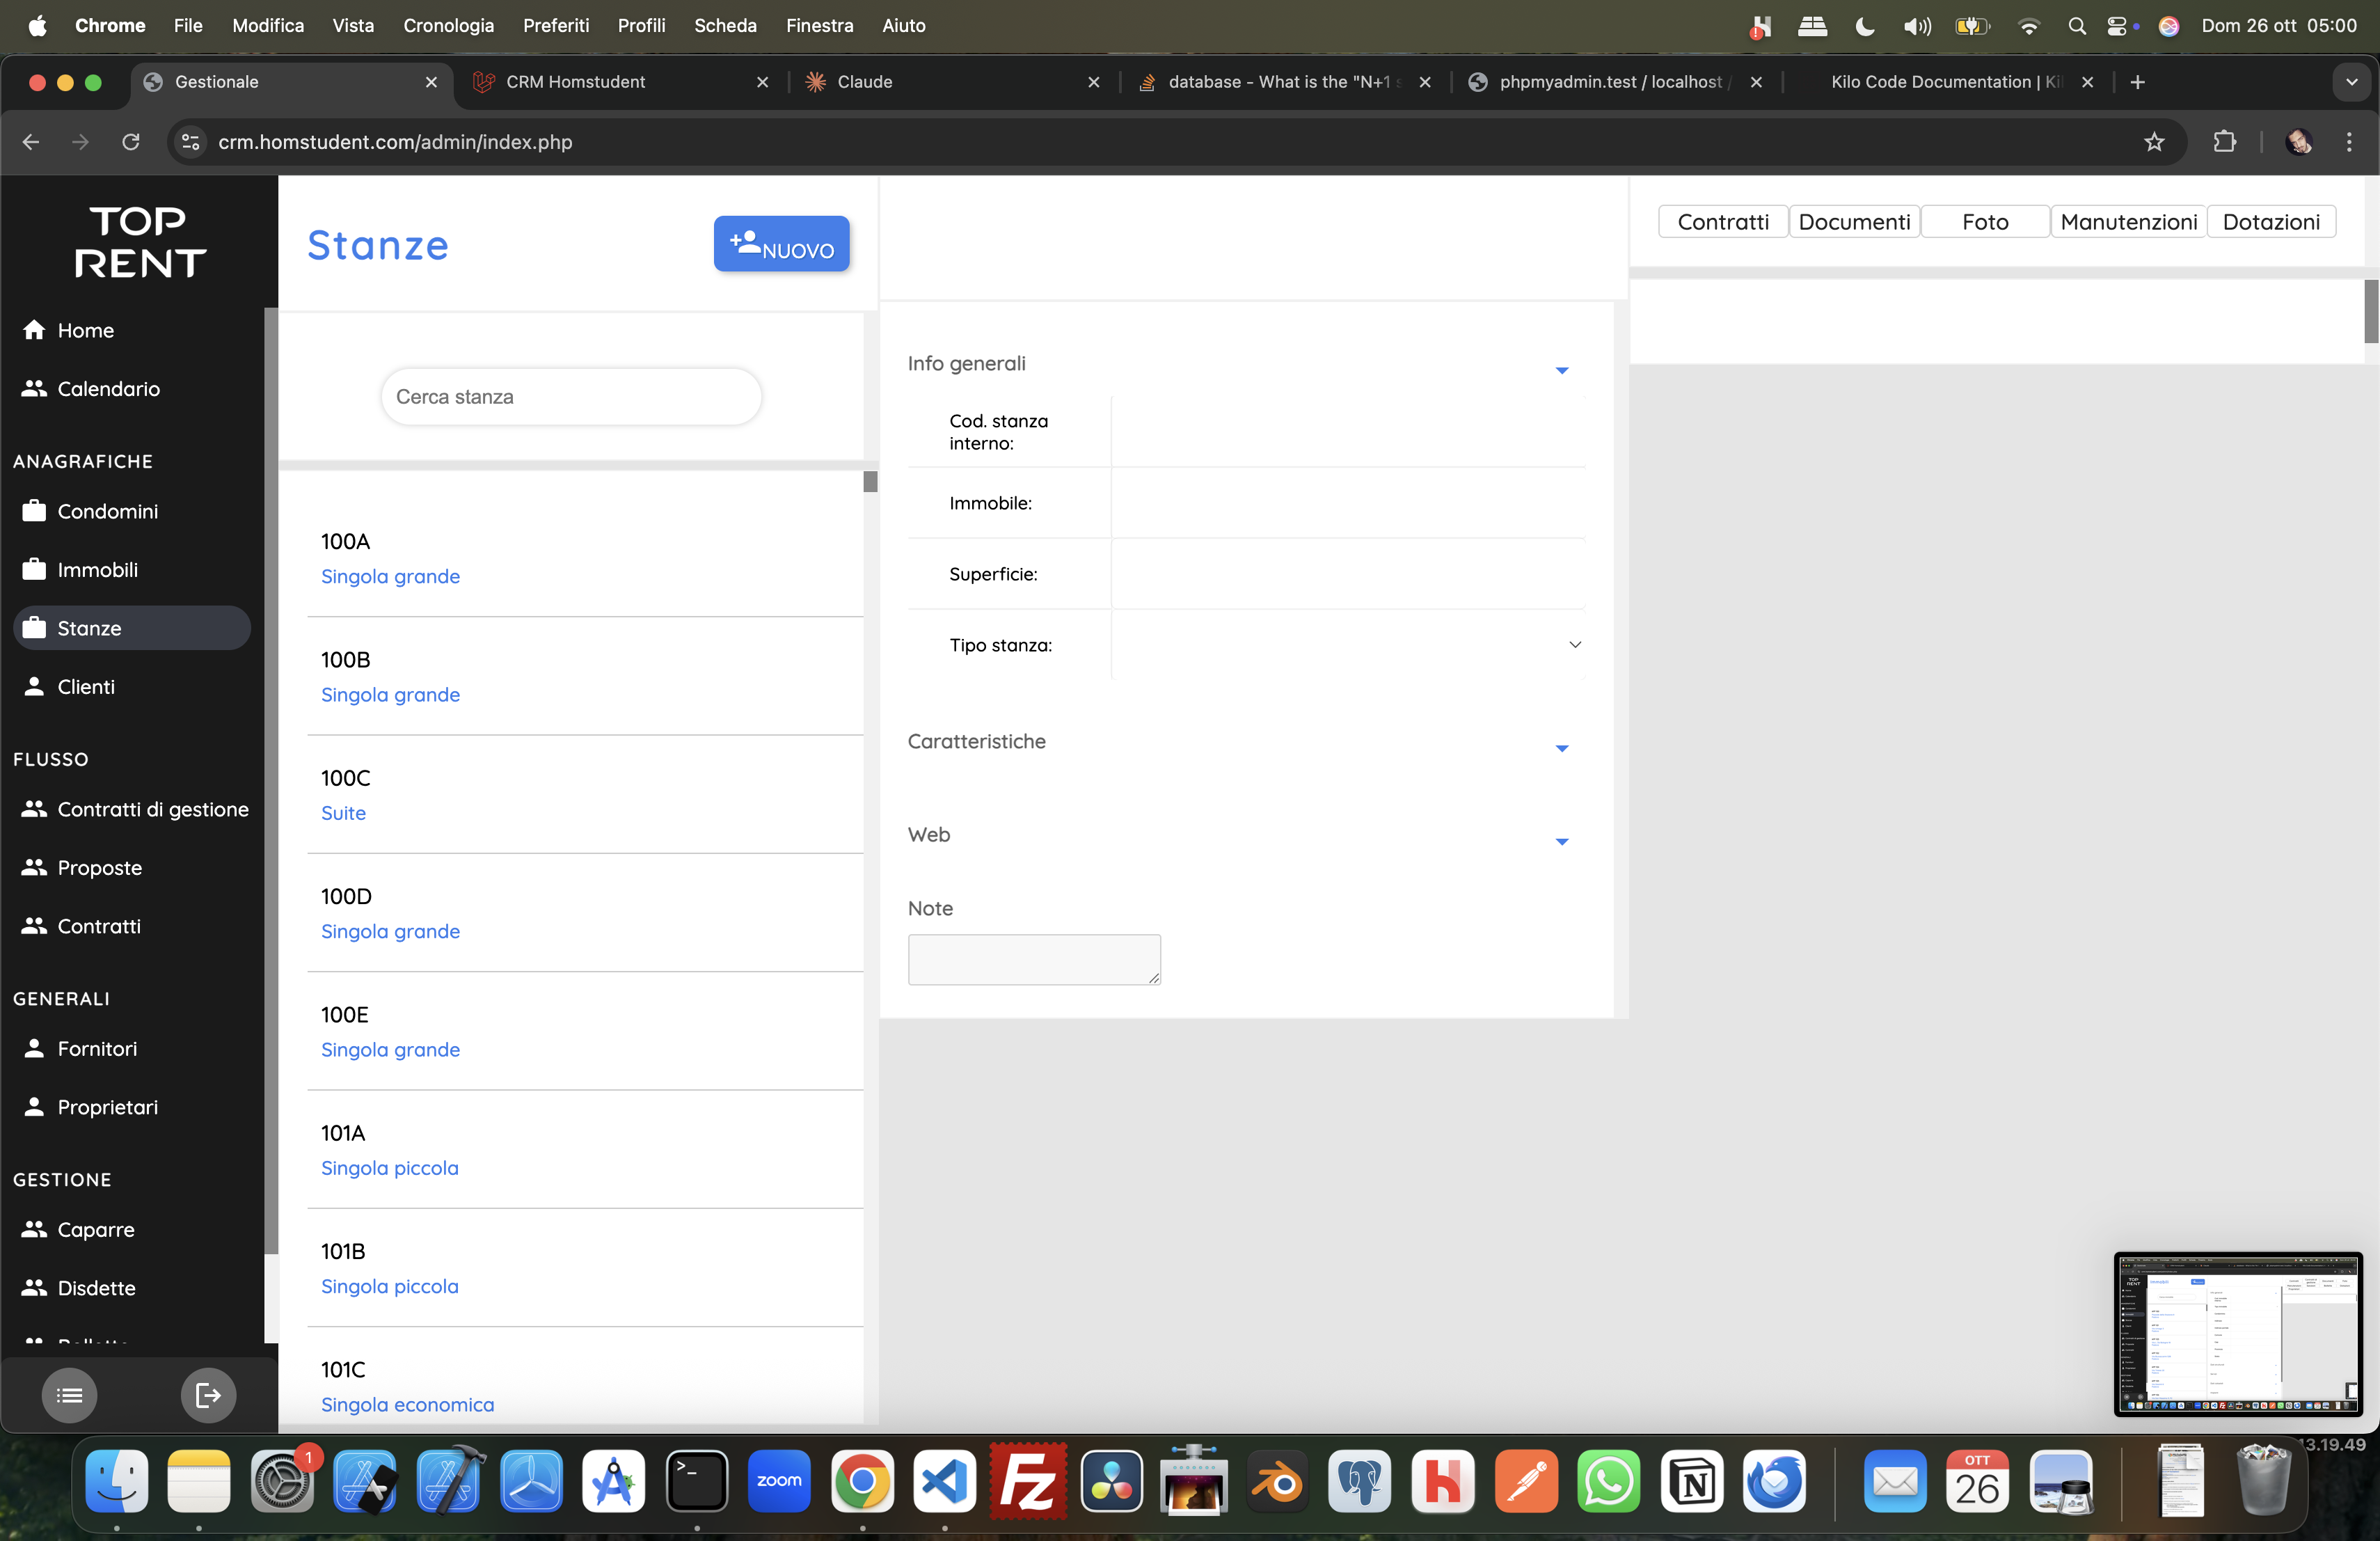 Chrome File Modifica Vista Cronologia Preferiti Profili Scheda Finestra Aiuto Dom 26 ott 05:00
Gestionale CRM Homstudent Claude database - What is the "N+1 s phpmyadmin.test / localhost / Kilo Code Documentation | Ki
crm.homstudent.com/admin/index.php
TOP
RENT
Home
Calendario
ANAGRAFICHE
Condomini
Immobili
Stanze
Clienti
FLUSSO
Contratti di gestione
Proposte
Contratti
GENERALI
Fornitori
Proprietari
GESTIONE
Caparre
Disdette
Stanze
NUOVO
Cerca stanza
100A
Singola grande
100B
Singola grande
100C
Suite
100D
Singola grande
100E
Singola grande
101A
Singola piccola
101B
Singola piccola
101C
Singola economica
Info generali
Cod. stanza
interno:
Immobile:
Superficie:
Tipo stanza:
Caratteristiche
Web
Note
Contratti Documenti Foto Manutenzioni Dotazioni
13.19.49
1
zoom
Fz
OTT
26